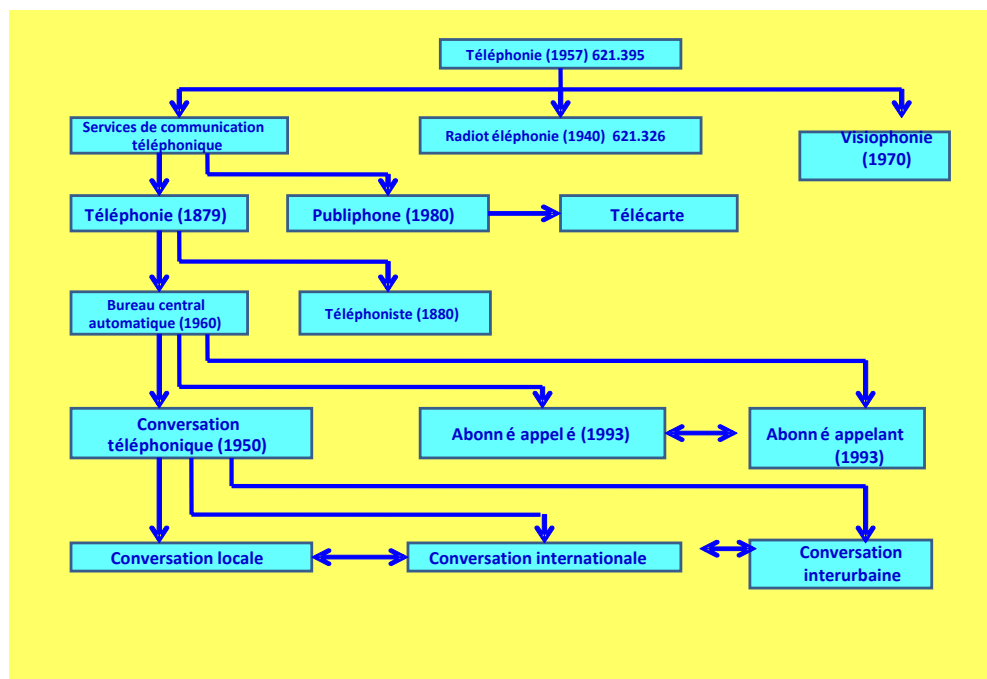 Téléphonie (1957) 621.395
Services de communication
téléphonique
Radiot éléphonie (1940) 621.326
Visiophonie
(1970)
Téléphonie (1879)
Publiphone (1980)
Télécarte
Bureau central
automatique (1960)
Téléphoniste (1880)
Conversation
téléphonique (1950)
Abonn é appel é (1993)
Abonn é appelant
(1993)
Conversation locale
Conversation internationale
Conversation
interurbaine